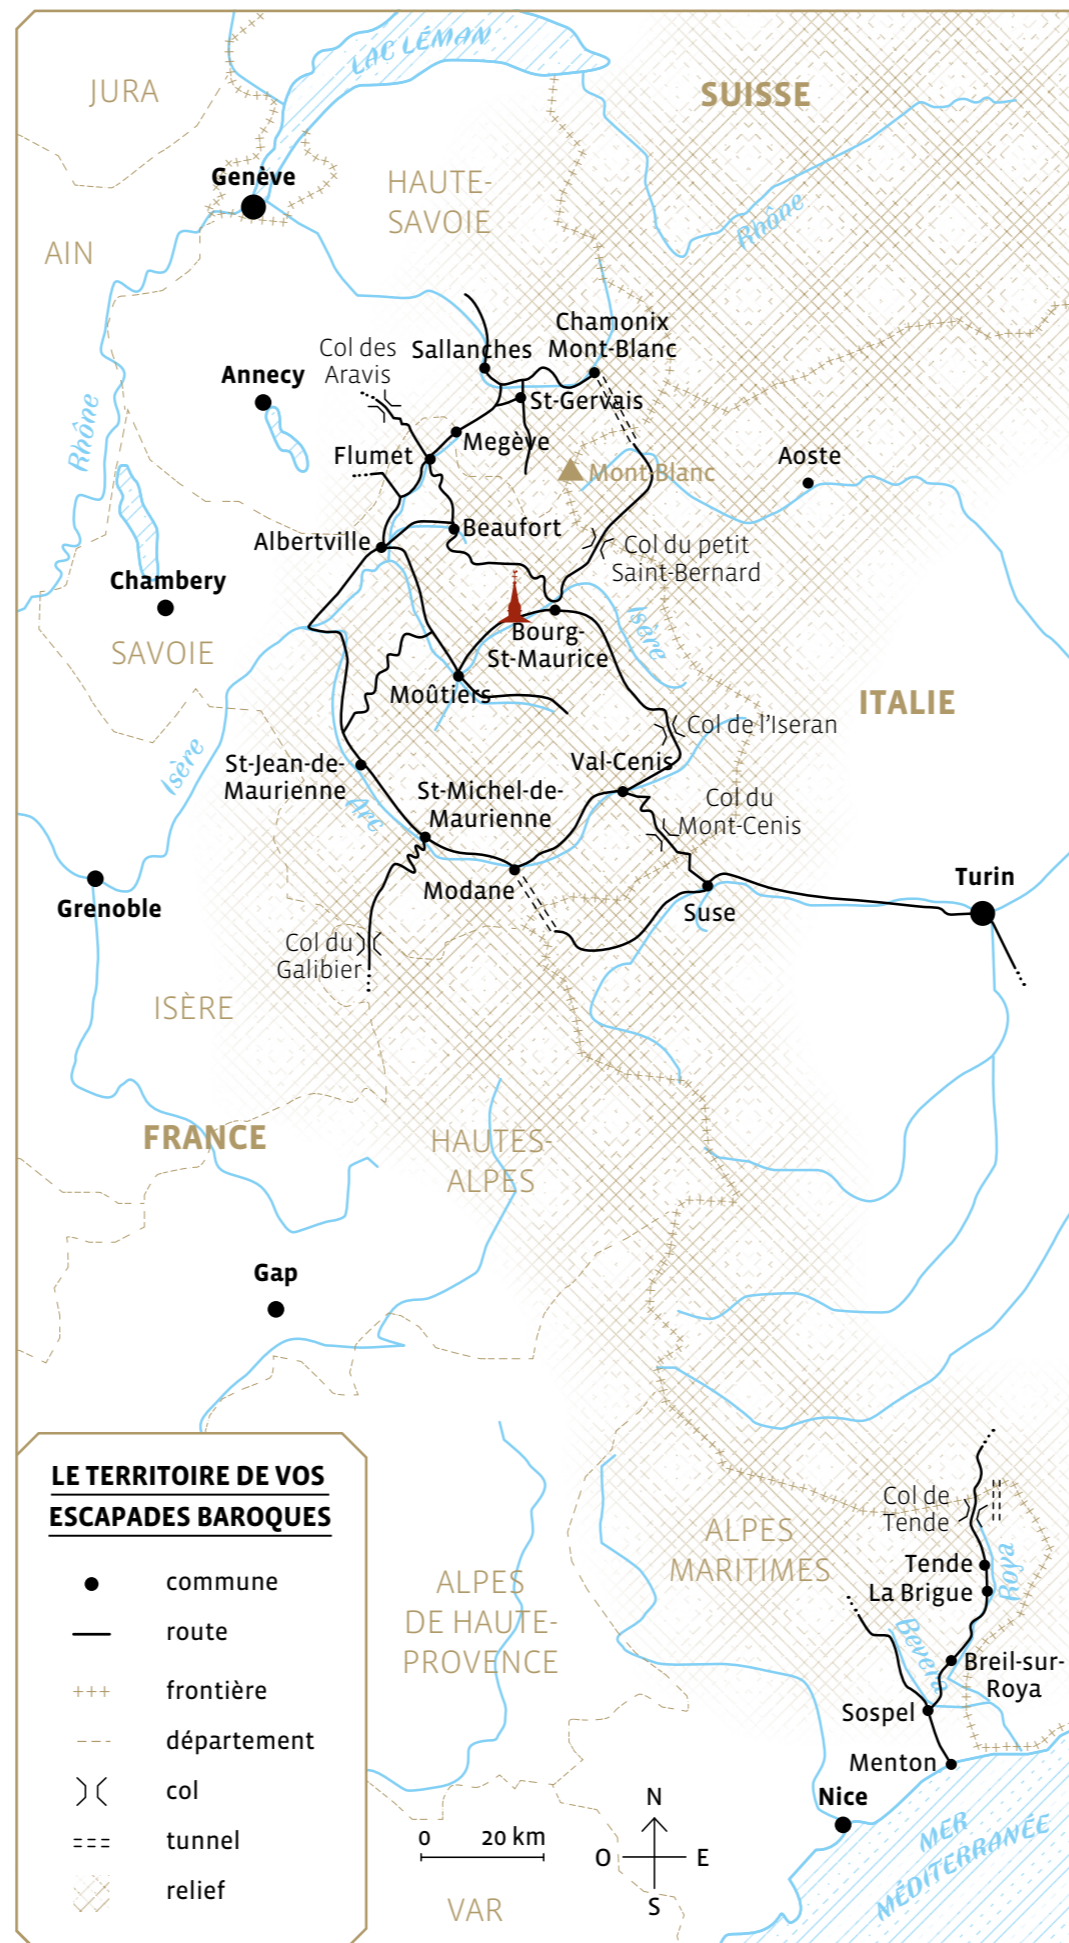 LAC LÉMAN
JURA
SUISSE
Genève
HAUTE-
SAVOIE
Rhône
AIN
Chamonix
Mont-Blanc
Col des
Aravis
Sallanches
Annecy
St-Gervais
Rhône
Megève
Flumet
Mont-Blanc
Aoste
Beaufort
Albertville
Col du petit
Saint-Bernard
Chambery
Isère
Bourg-
St-Maurice
SAVOIE
Moûtiers
ITALIE
Col de l'Iseran
Isère
St-Jean-de-
Maurienne
Val-Cenis
Arc
St-Michel-de-
Maurienne
Col du
Mont-Cenis
Modane
Turin
Grenoble
Suse
Col du
Galibier
ISÈRE
FRANCE
HAUTES-
ALPES
Gap
LE TERRITOIRE DE VOS
ESCAPADES BAROQUES
commune
route
frontière
département
col
tunnel
relief
Col de
Tende
ALPES
MARITIMES
Tende
La Brigue
Roya
ALPES
DE HAUTE-
PROVENCE
Bevera
Breil-sur-
Roya
Sospel
Menton
Nice
MER
MÉDITERRANÉE
0 20 km
N
O E
S
VAR